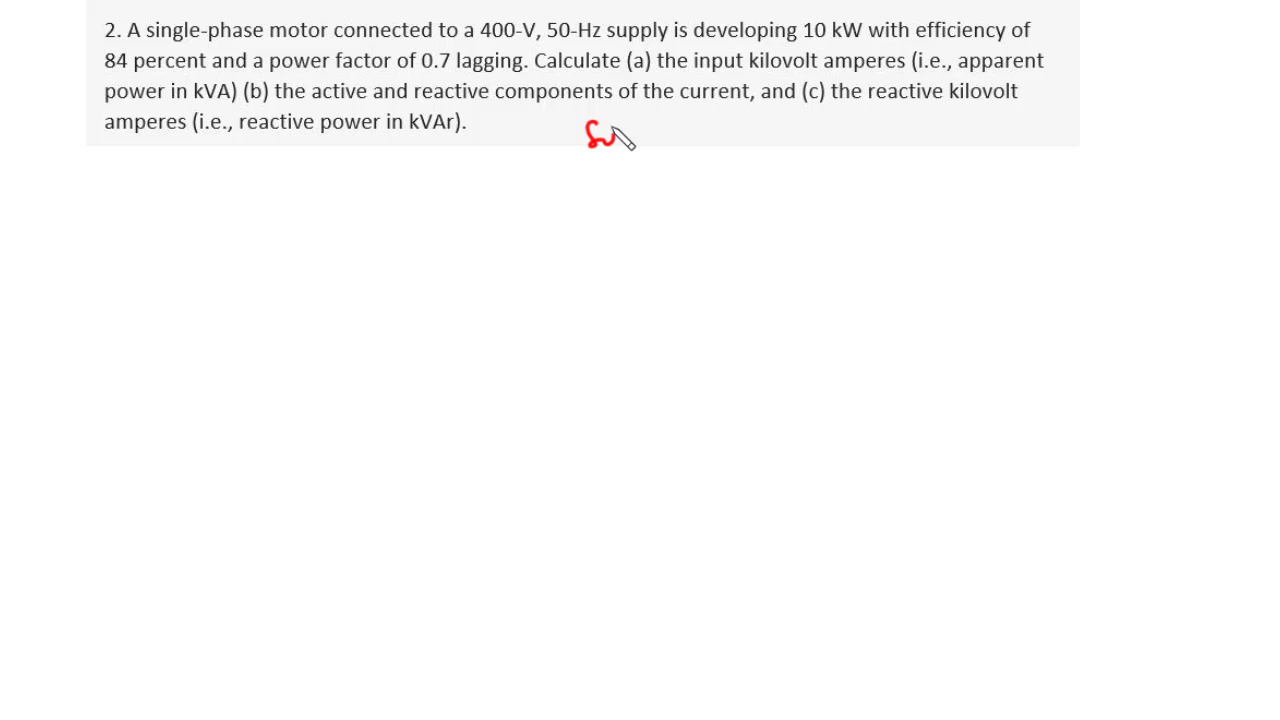 2. A single-phase motor connected to a 400-V, 50-Hz supply is developing 10 kW with efficiency of
84 percent and a power factor of 0.7 lagging. Calculate (a) the input kilovolt amperes (i.e., apparent
power in kVA) (b) the active and reactive components of the current, and (c) the reactive kilovolt
amperes (i.e., reactive power in kVAr).